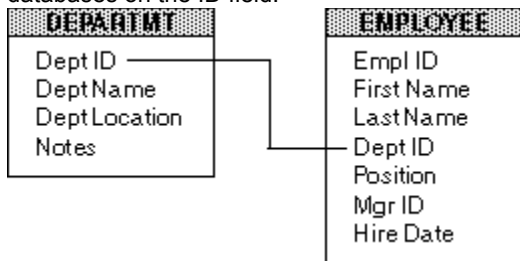 databases on the ID field.
DEPARTMT
Dept ID
Dept Name
Dept Location
Notes
EMPLOYEE
Empl ID
First Name
Last Name
Dept ID
Position
Mgr ID
Hire Date